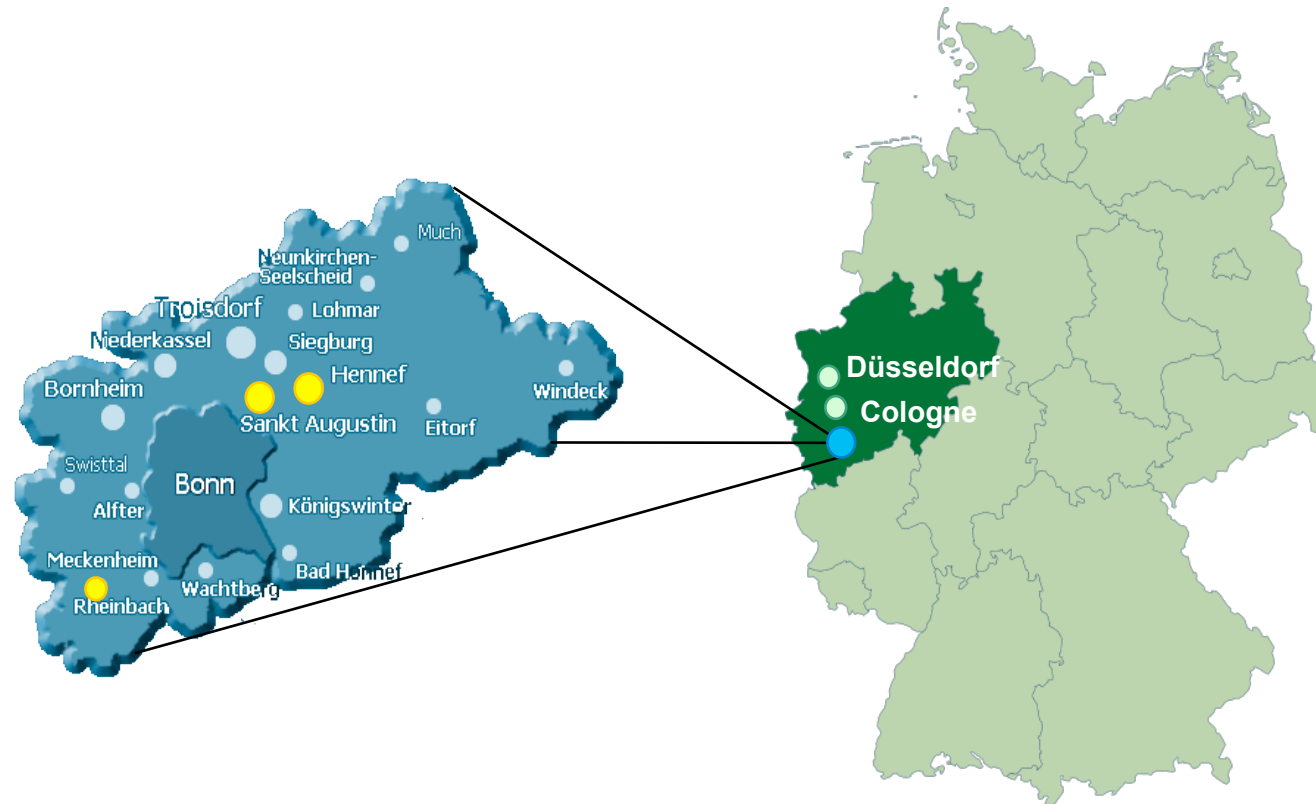 Much
Neunkirchen-
Seelscheid
Troisdorf
Lohmar
Niederkassel
Siegburg
Hennef
Bornheim
Windeck
Sankt Augustin
Eitorf
Swisttal
Bonn
Alfter
Königswinter
Meckenheim
Bad Honnef
Wachtberg
Rheinbach
Düsseldorf
Cologne